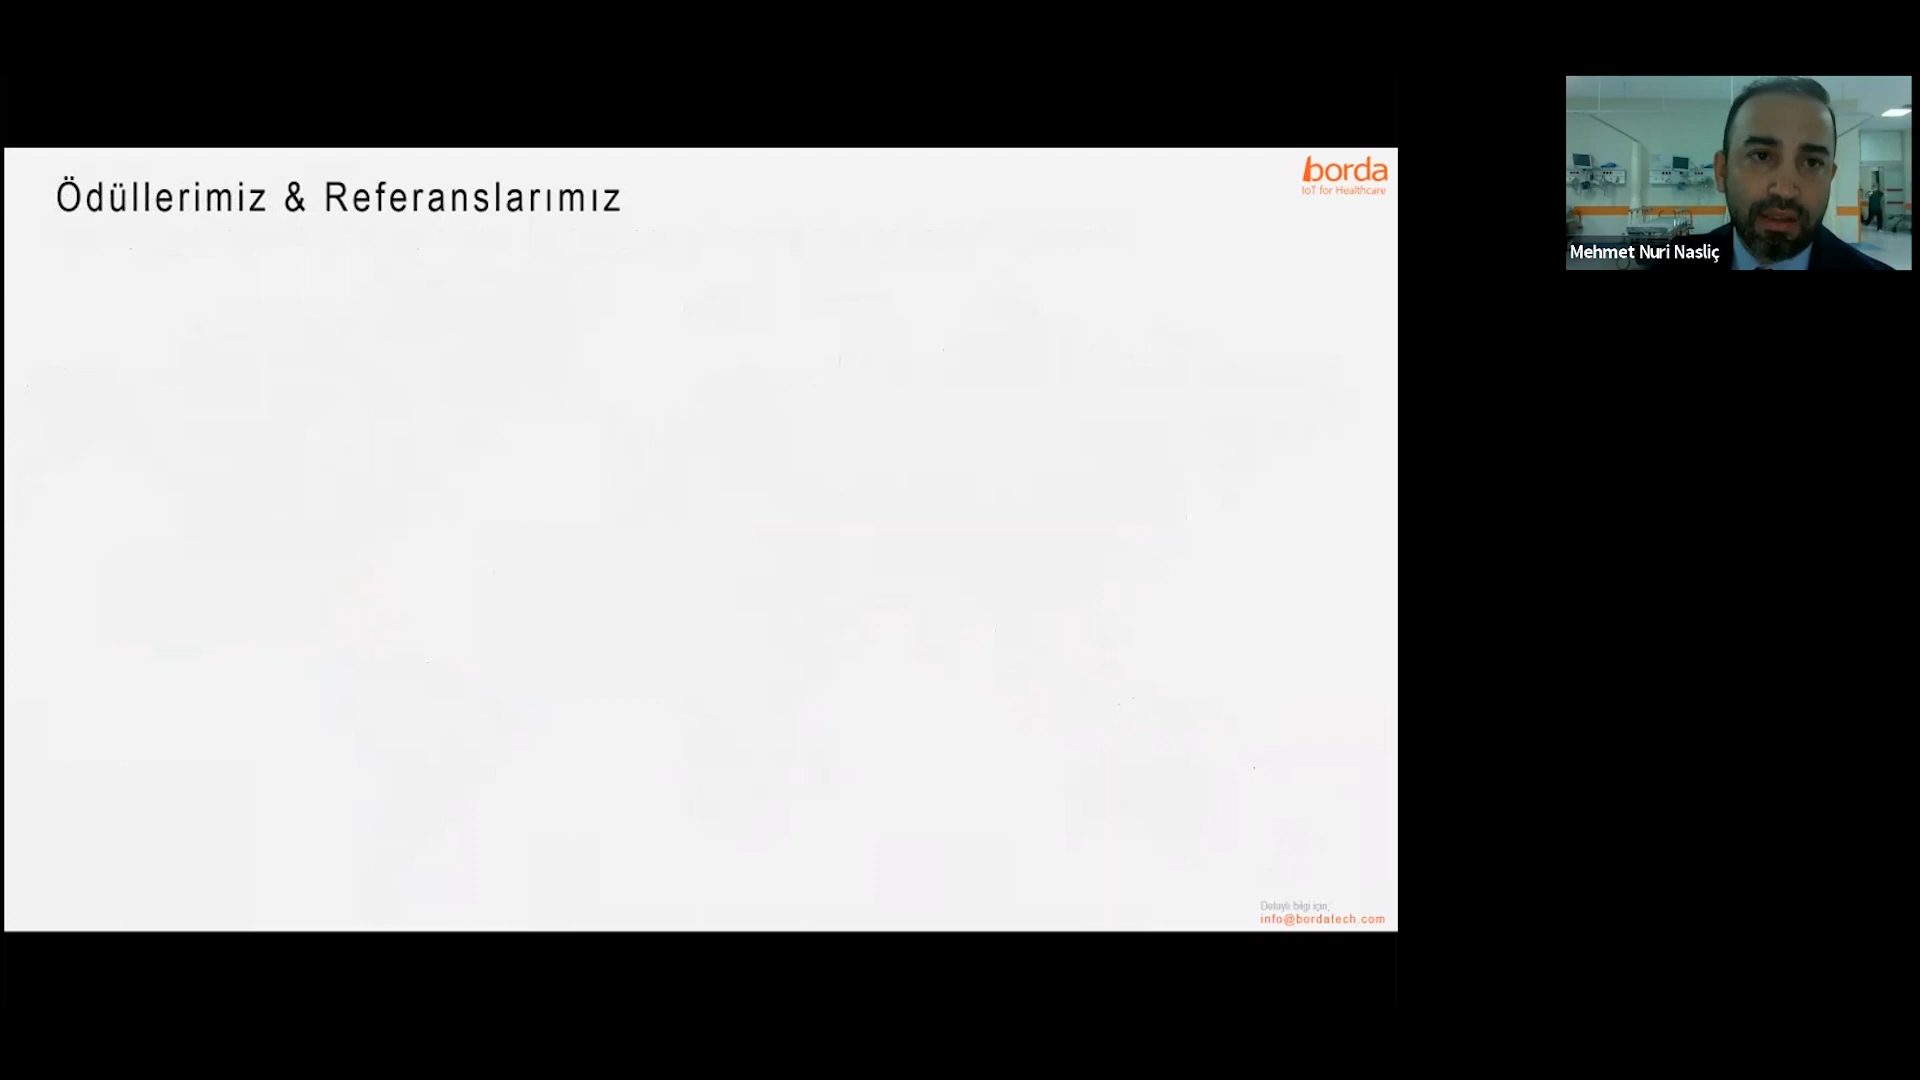 Ödüllerimiz & Referanslarımız
borda
IoT for Healthcare
Mehmet Nuri Nasliç
Detaylı bilgi için;
info@bordatech.com